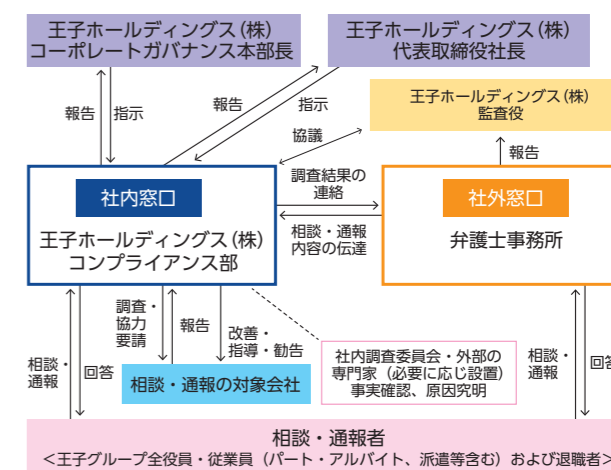 王子ホールディングス(株)
コーポレートガバナンス本部長
王子ホールディングス(株)
代表取締役社長
王子ホールディングス(株)
監査役
報告
指示
報告
指示
協議
報告
社内窓口
王子ホールディングス(株)
コンプライアンス部
調査結果の
連絡
相談・通報
内容の伝達
社外窓口
弁護士事務所
相談・
通報
回答
調査・
協力
要請
報告
改善・
指導・勧告
相談・通報の対象会社
社内調査委員会・外部の
専門家(必要に応じ設置)
事実確認、原因究明
相談・
通報
回答
相談・通報者
<王子グループ全役員・従業員(パート・アルバイト、派遣等含む)および退職者>